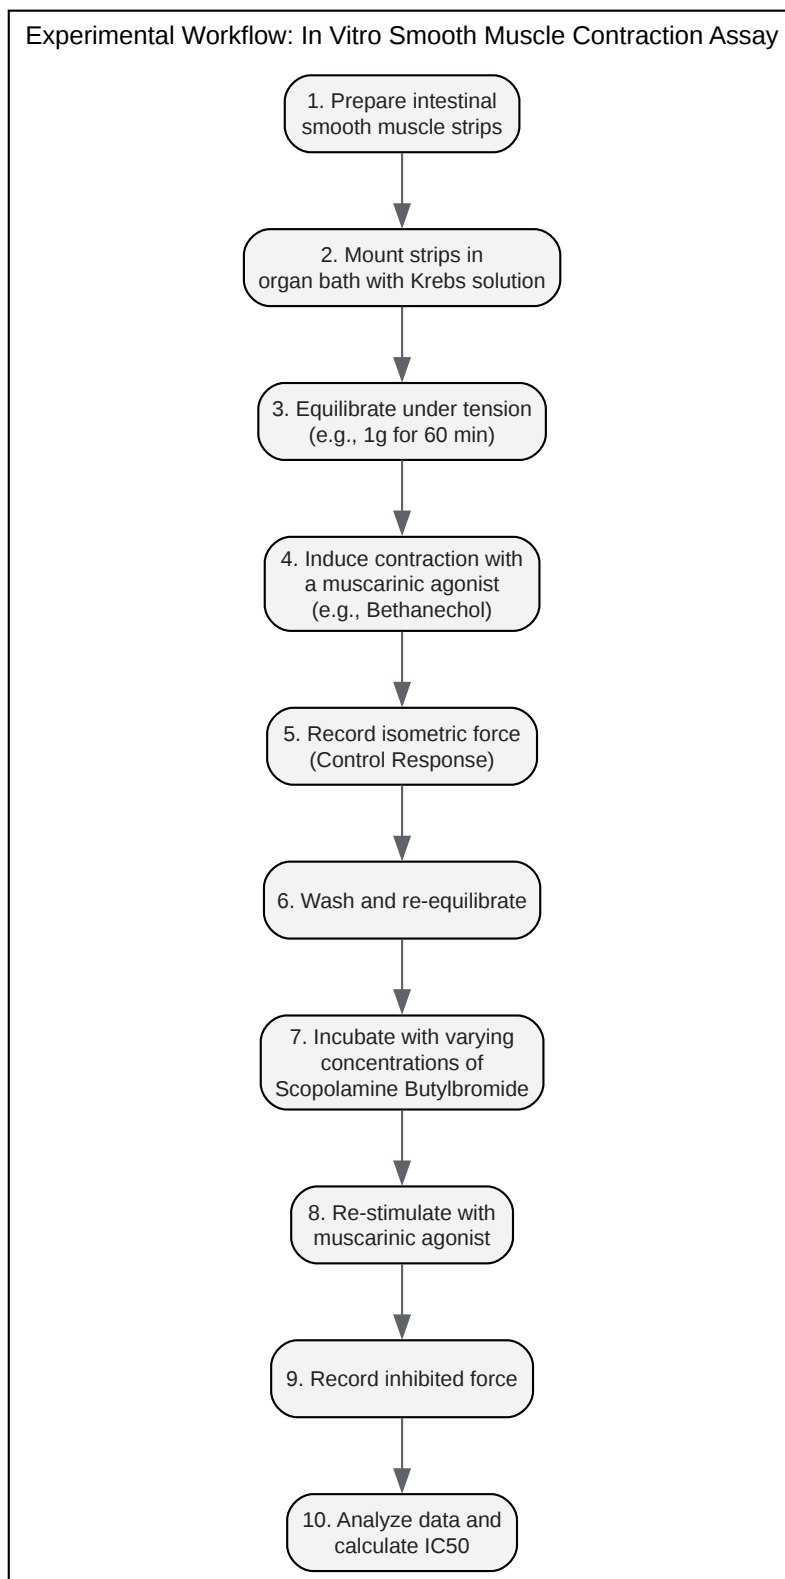 Experimental Workflow: In Vitro Smooth Muscle Contraction Assay
1. Prepare intestinal
smooth muscle strips
2. Mount strips in
organ bath with Krebs solution
3. Equilibrate under tension
(e.g., 1g for 60 min)
4. Induce contraction with
a muscarinic agonist
(e.g., Bethanechol)
5. Record isometric force
(Control Response)
6. Wash and re-equilibrate
7. Incubate with varying
concentrations of
Scopolamine Butylbromide
8. Re-stimulate with
muscarinic agonist
9. Record inhibited force
10. Analyze data and
calculate IC50